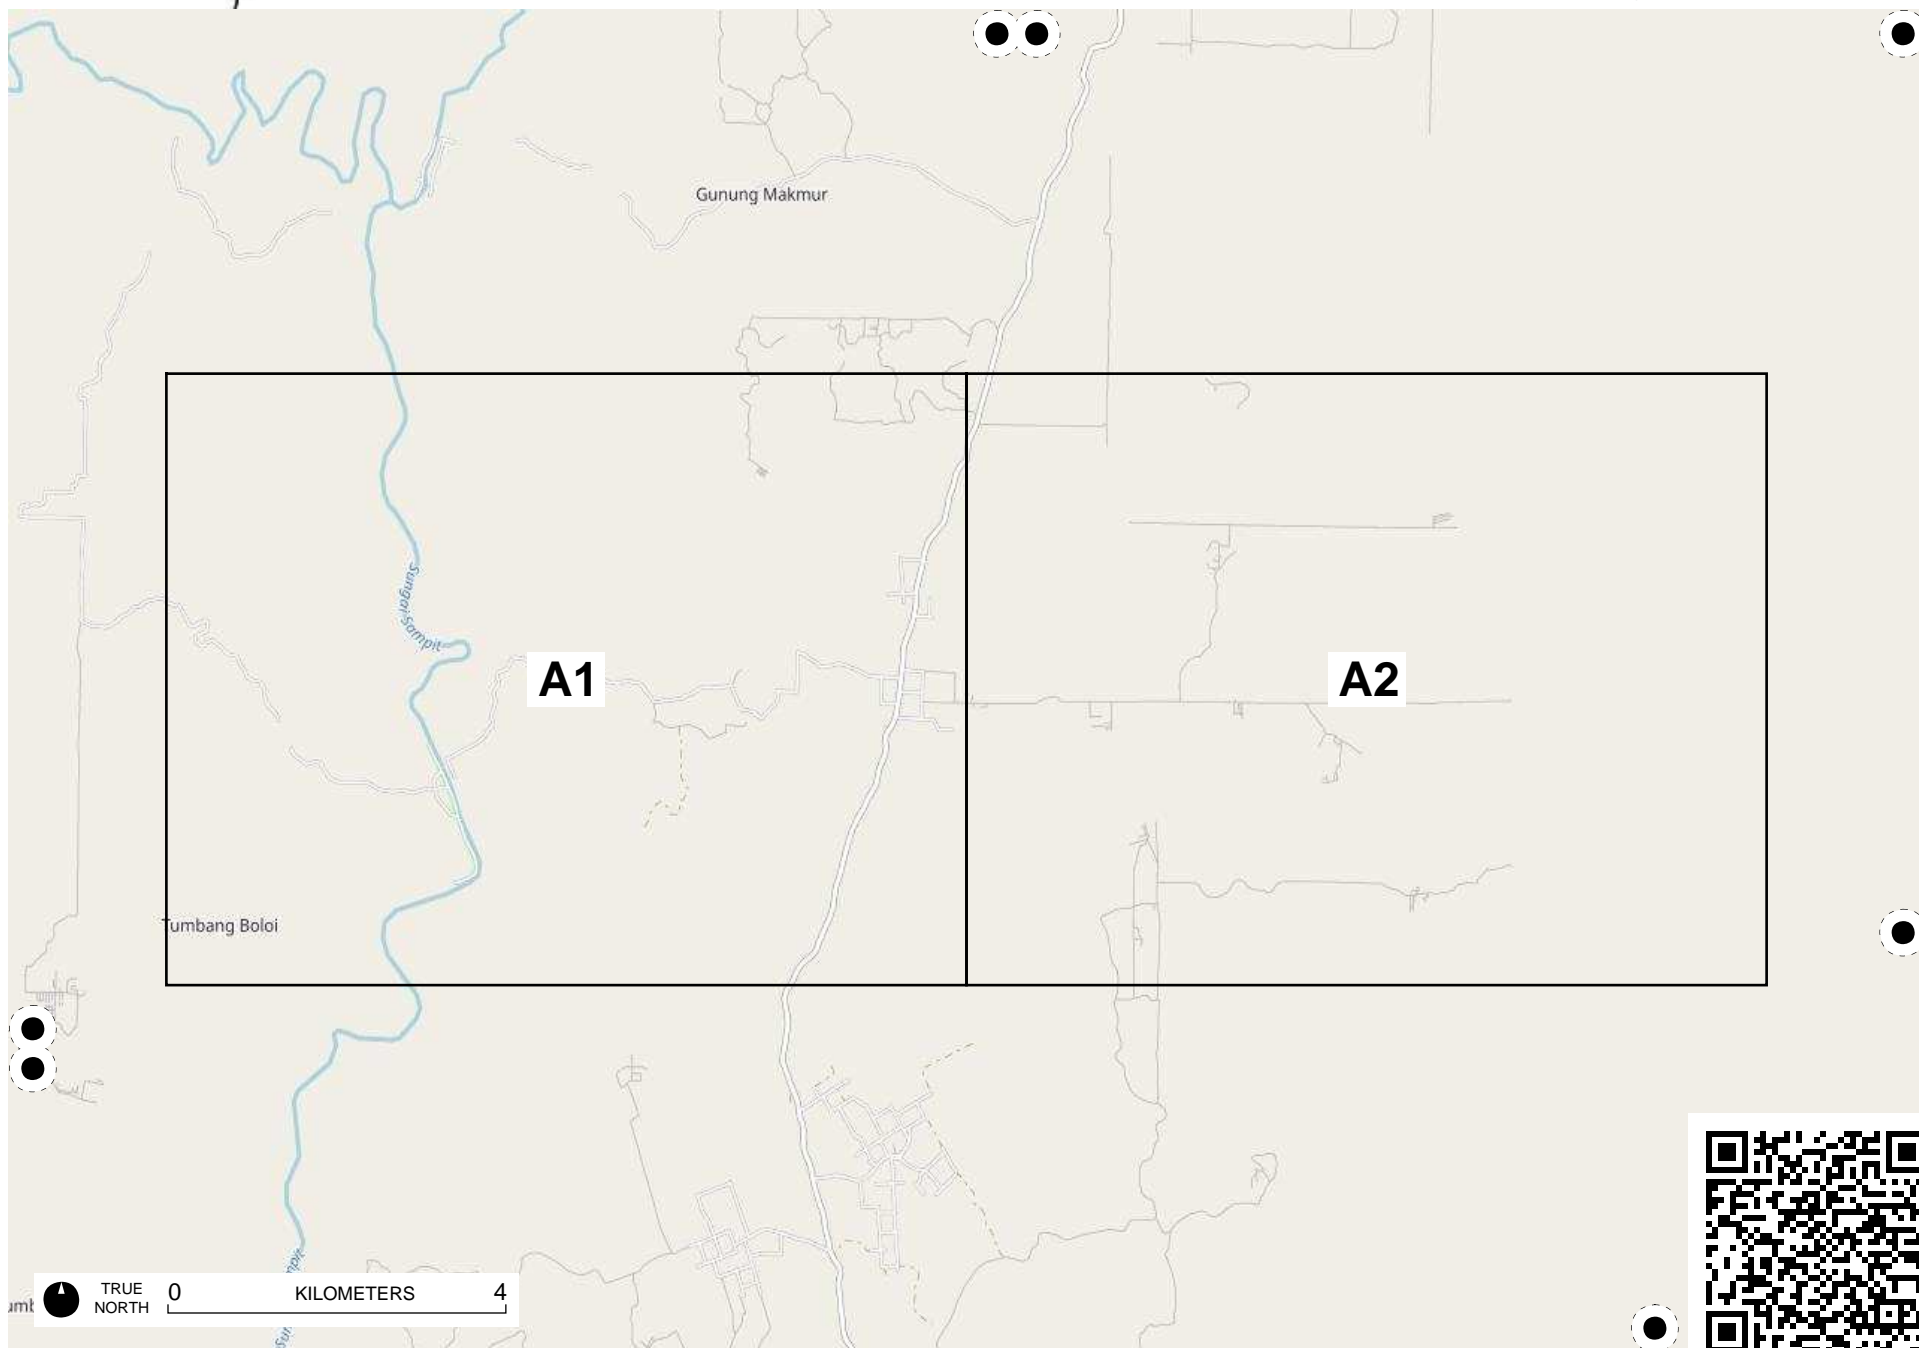 Gunung Makmur
Sungai Sampit
A1
A2
Tumbang Boloi
TRUE
NORTH
0
KILOMETERS
4